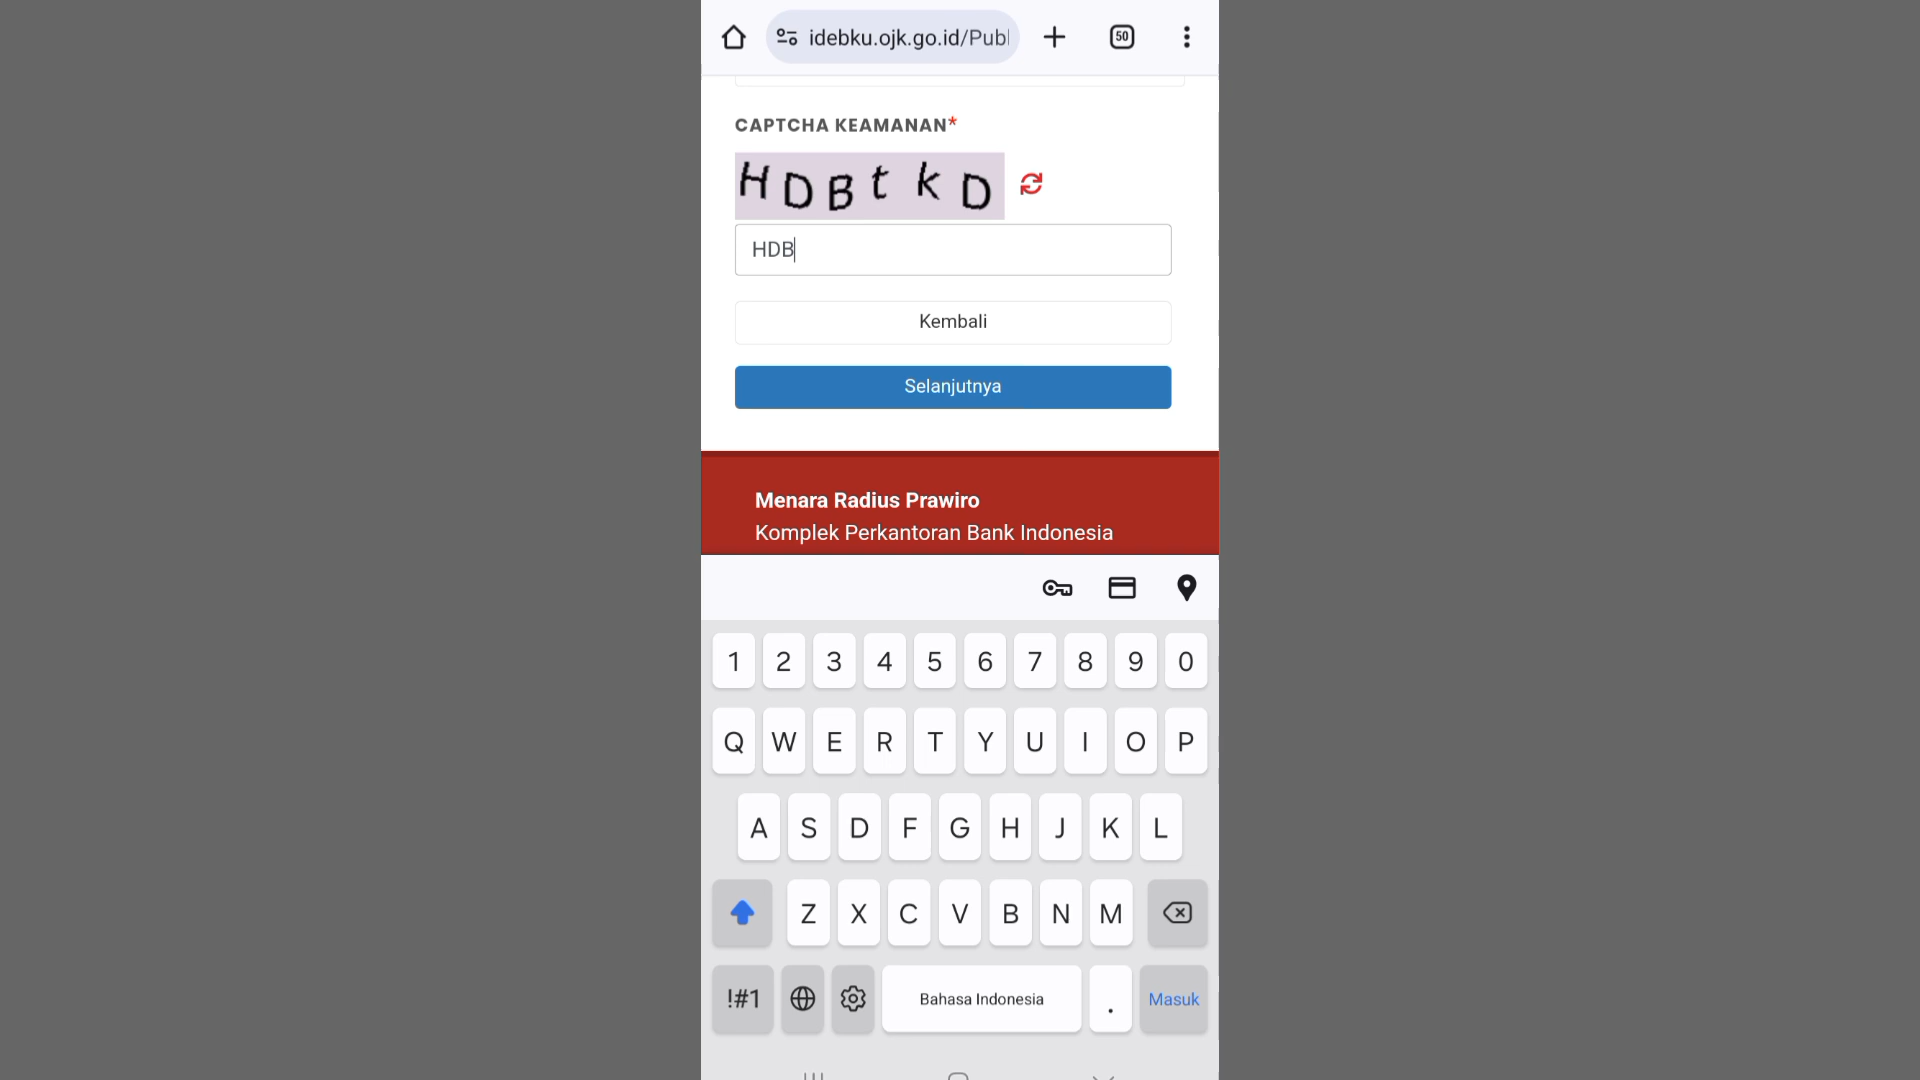 idebku.ojk.go.id/Publ
50
CAPTCHA KEAMANAN*
HDBtkD
HDB
Kembali
Selanjutnya
Menara Radius Prawiro
Komplek Perkantoran Bank Indonesia
1 2 3 4 5 6 7 8 9 0
Q W E R T Y U I O P
A S D F G H J K L
Z X C V B N M
!#1 Bahasa Indonesia . Masuk